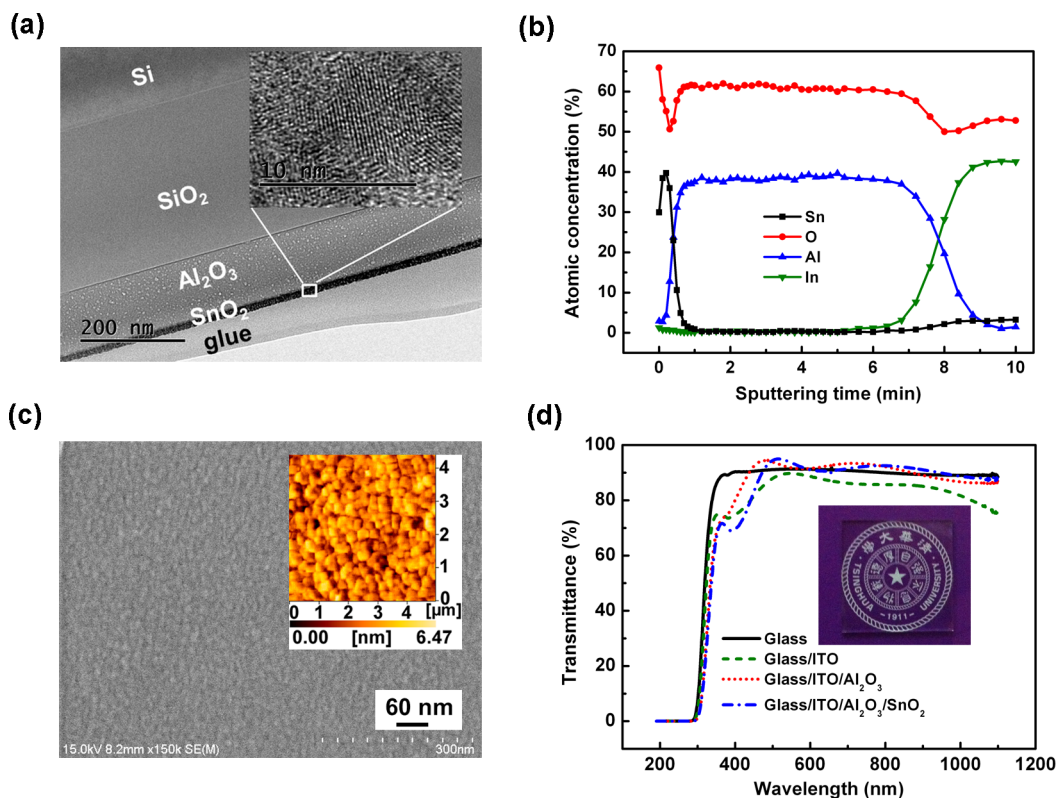 (a)
Si
10 nm
SiO₂
Al₂O₃
SnO₂
200 nm
glue
(b)
Atomic concentration (%)
70
60
50
40
30
20
10
0
Sn
O
Al
In
0 2 4 6 8 10
Sputtering time (min)
(c)
4
3
2
1
0
0 1 2 3 4 [µm]
0.00 [nm] 6.47
60 nm
15.0kV 8.2mm x150k SE(M)
300nm
(d)
Transmittance (%)
100
80
60
40
20
0
TSINGHUA UNIVERSITY
-1911-
Glass
Glass/ITO
Glass/ITO/Al₂O₃
Glass/ITO/Al₂O₃/SnO₂
200 400 600 800 1000 1200
Wavelength (nm)